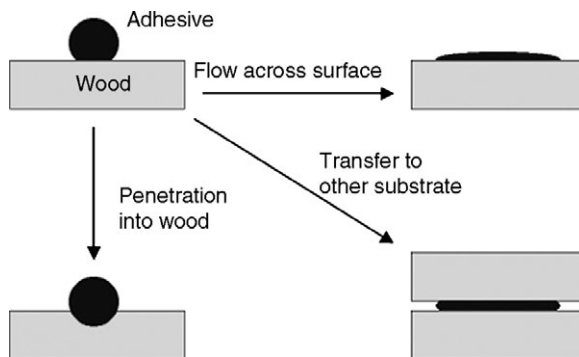 Adhesive
Wood
Flow across surface
Transfer to
other substrate
Penetration
into wood